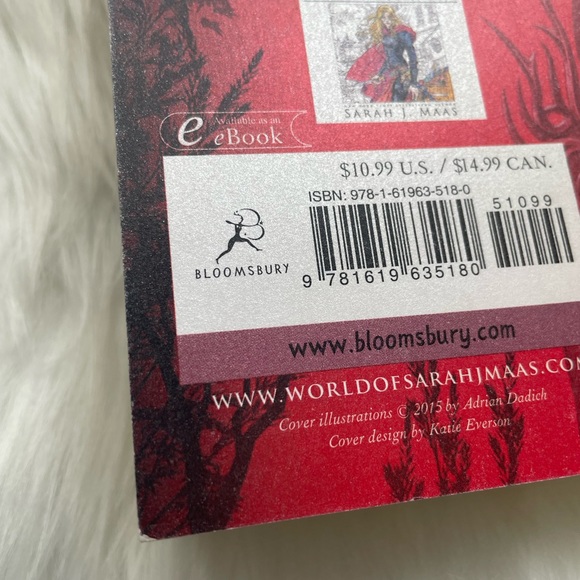 SARAH J. MAAS
e
Available as an
eBook
$10.99 U.S. / $14.99 CAN.
ISBN: 978-1-61963-518-0
51099
BLOOMSBURY
9 781619 635180
www.bloomsbury.com
WWW.WORLDOFSARAHJMAAS.COM
Cover illustrations © 2015 by Adrian Dadich
Cover design by Katie Everson